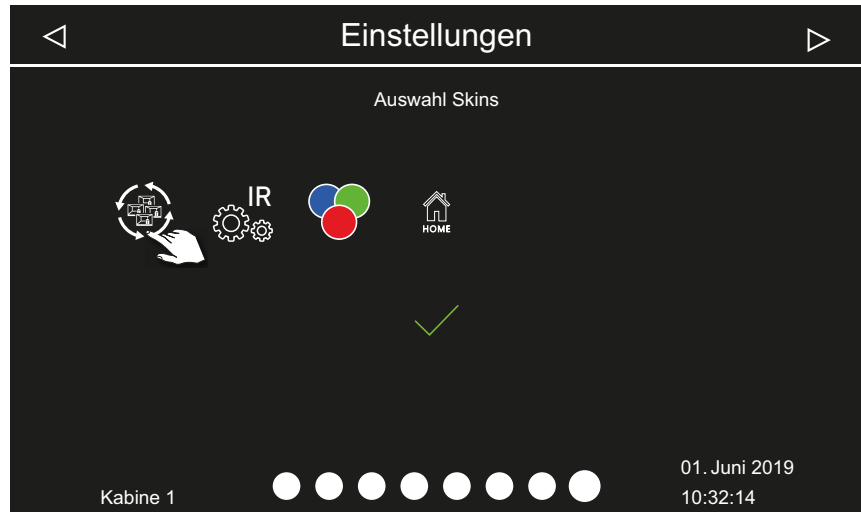 Einstellungen
Auswahl Skins
IR
HOME
Kabine 1
01. Juni 2019
10:32:14